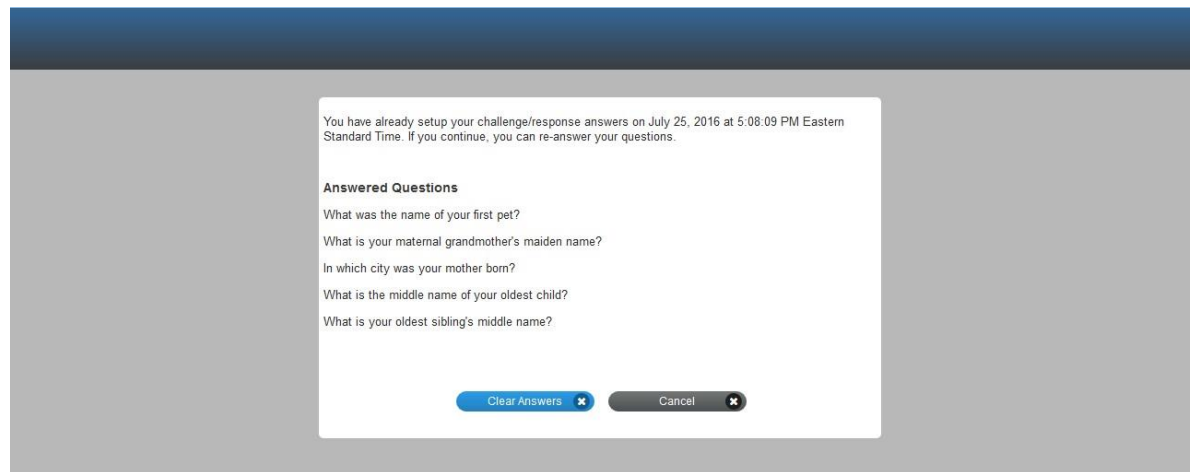 You have already setup your challenge/response answers on July 25, 2016 at 5:08:09 PM Eastern
Standard Time. If you continue, you can re-answer your questions.
Answered Questions
What was the name of your first pet?
What is your maternal grandmother's maiden name?
In which city was your mother born?
What is the middle name of your oldest child?
What is your oldest sibling's middle name?
Clear Answers
Cancel